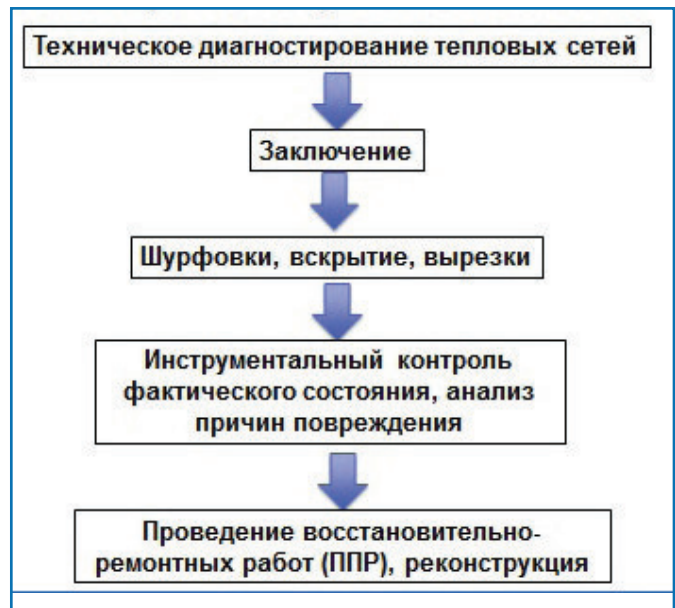 Техническое диагностирование тепловых сетей
Заключение
Шурфовки, вскрытие, вырезки
Инструментальный контроль
фактического состояния, анализ
причин повреждения
Проведение восстановительно-
ремонтных работ (ППР), реконструкция